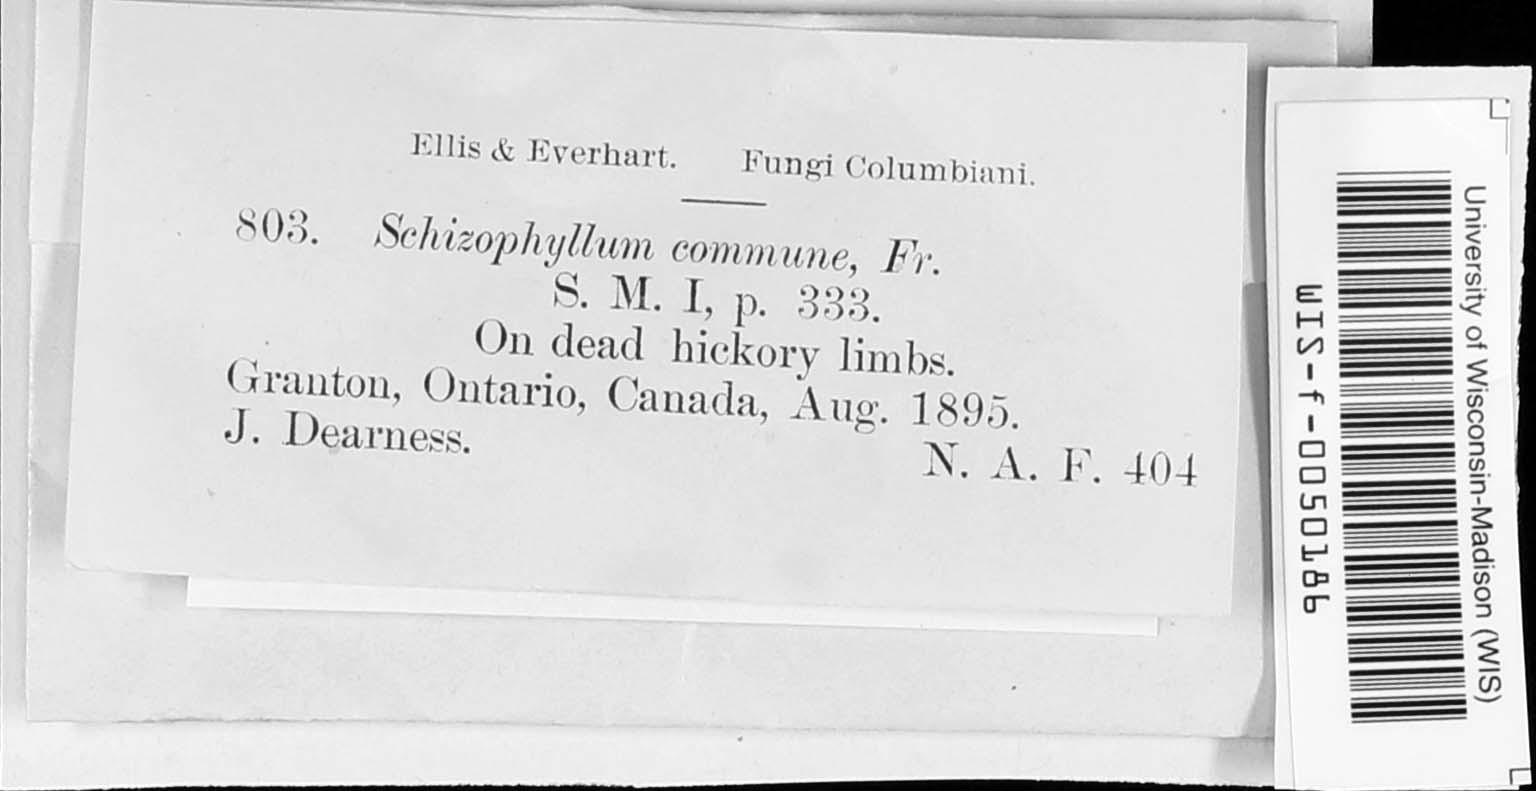 Ellis & Everhart. Fungi Columbiani.
803. Schizophyllum commune, Fr.
S. M. I, p. 333.
On dead hickory limbs.
Granton, Ontario, Canada, Aug. 1895.
J. Dearness.
N. A. F. 404
University of Wisconsin-Madison (WIS)
WIS-f-0050186